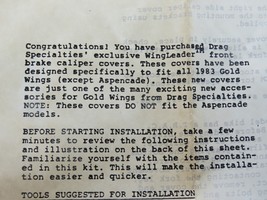 Congratulations! You have purchased Drag
Specialties' exclusive WingLeader™ front
brake caliper covers. These covers have been
designed specifically to fit all 1983 Gold
Wings (except Aspencade). These new covers
are just one of the many exciting new acces-
sories for Gold Wings from Drag Specialties.
NOTE: These covers DO NOT fit the Aspencade
models.
BEFORE STARTING INSTALLATION, take a few
minutes to review the following instructions
and illustration on the back of this sheet.
Familiarize yourself with the items contain-
ed in this kit. This will make the installa-
tion easier and quicker.
TOOLS SUGGESTED FOR INSTALLATION